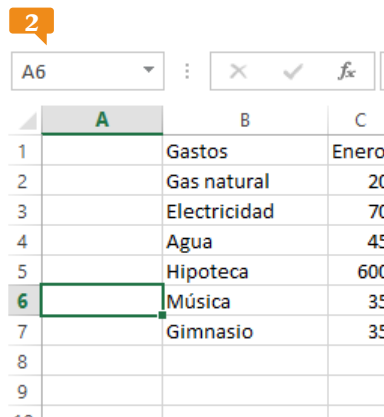 2
A6 fx
A B C
1 Gastos Enero
2 Gas natural 20
3 Electricidad 70
4 Agua 45
5 Hipoteca 600
6 Música 35
7 Gimnasio 35
8
9